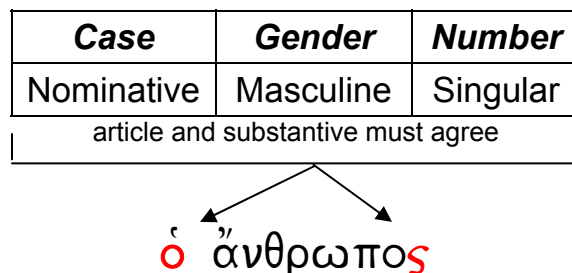 Case Gender Number
Nominative Masculine Singular
article and substantive must agree
ὁ ἄνθρωπος